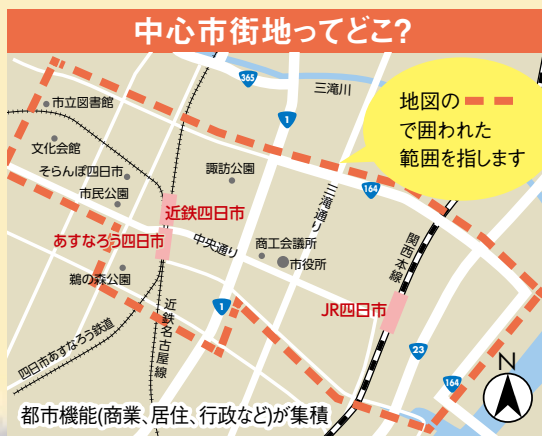 中心市街地ってどこ?
地図の
で囲われた
範囲を指します
365
三滝川
市立図書館
1
文化会館
諏訪公園
そらんぽ四日市
三滝通り
164
市民公園
近鉄四日市
関西本線
あすなろう四日市
中央通り
商工会議所
市役所
鵜の森公園
近鉄名古屋線
1
JR四日市
四日市あすなろう鉄道
23
164
N
都市機能(商業、居住、行政など)が集積